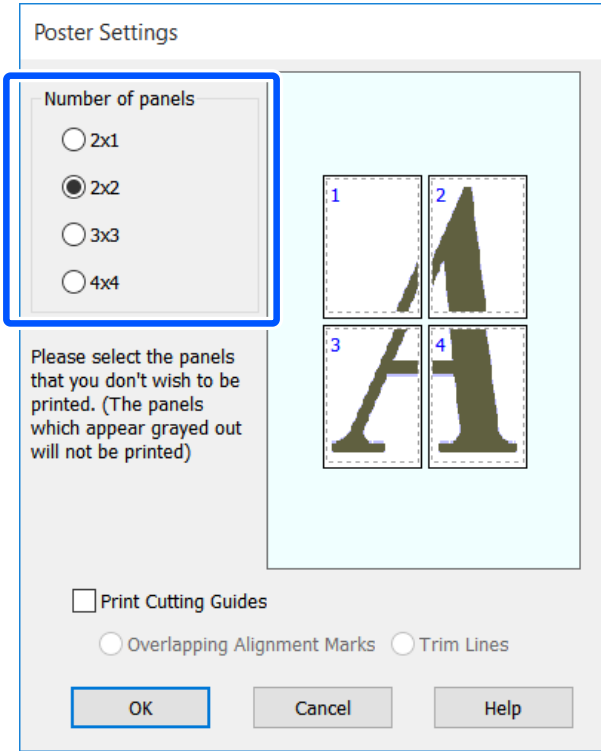 Poster Settings
Number of panels
2x1
2x2
3x3
4x4
1
2
3
4
Please select the panels
that you don't wish to be
printed. (The panels
which appear grayed out
will not be printed)
Print Cutting Guides
Overlapping Alignment Marks
Trim Lines
OK
Cancel
Help